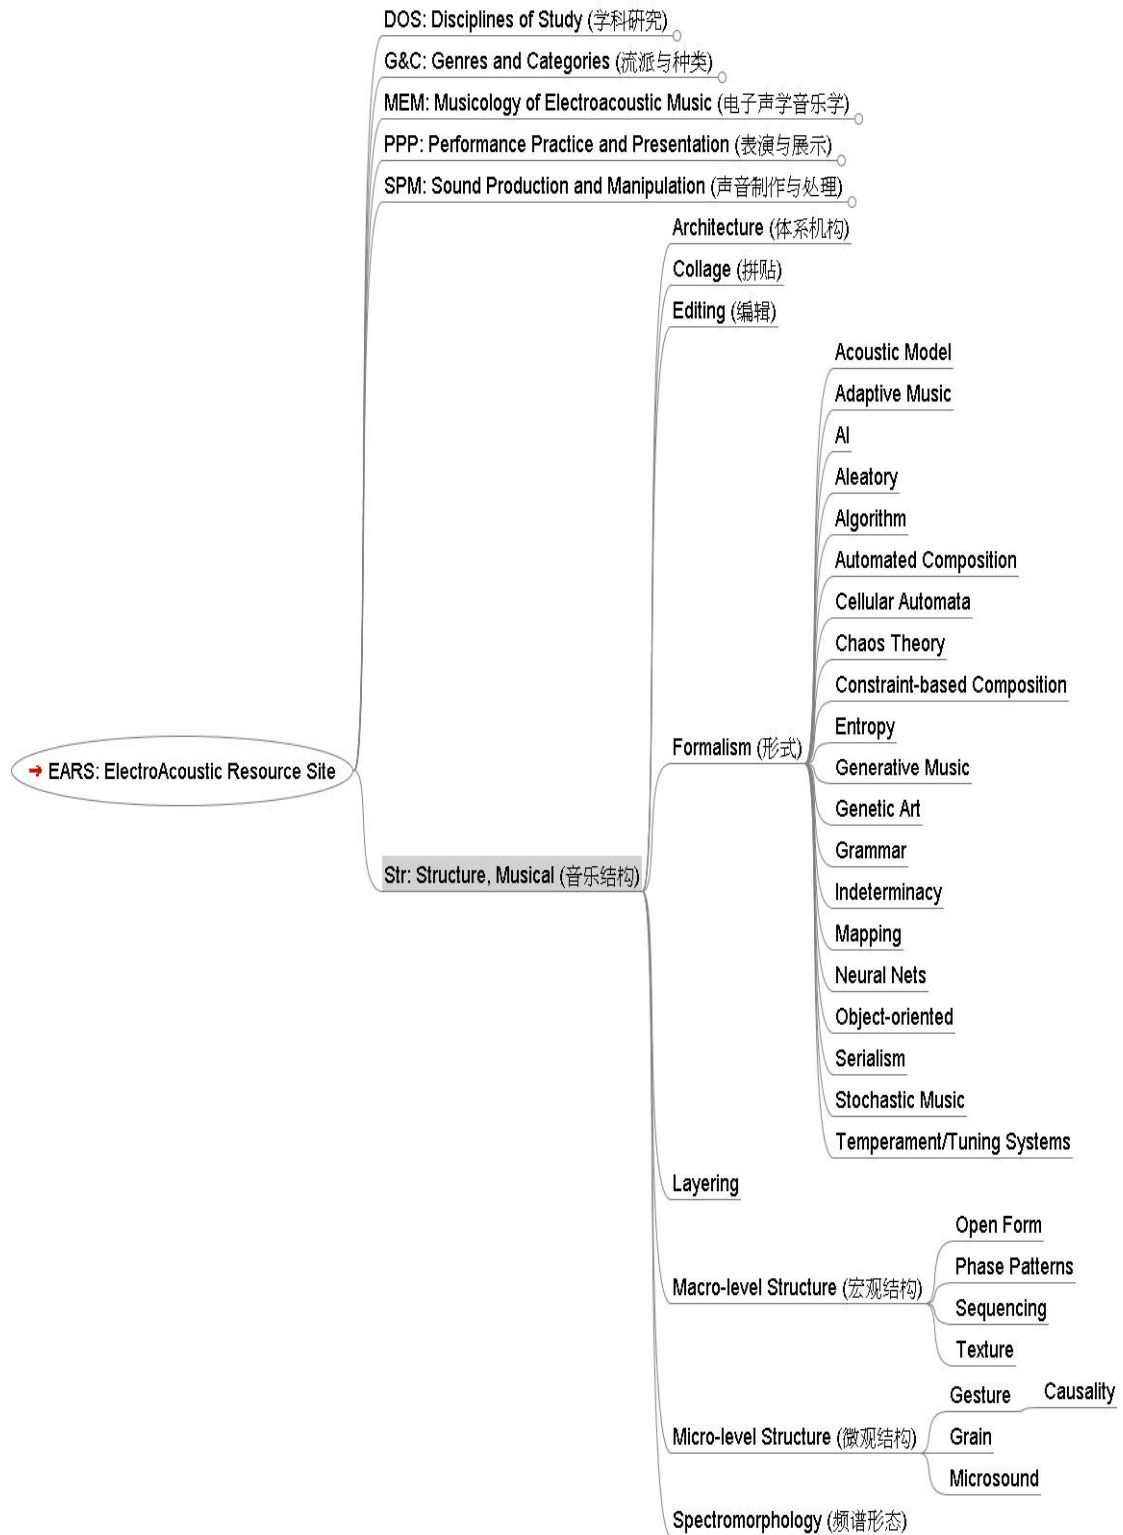 DOS: Disciplines of Study (学科研究)
G&C: Genres and Categories (流派与种类)
MEM: Musicology of Electroacoustic Music (电子声学音乐学)
PPP: Performance Practice and Presentation (表演与展示)
SPM: Sound Production and Manipulation (声音制作与处理)
Architecture (体系机构)
Collage (拼贴)
Editing (编辑)
Acoustic Model
Adaptive Music
AI
Aleatory
Algorithm
Automated Composition
Cellular Automata
Chaos Theory
Constraint-based Composition
Entropy
Formalism (形式)
Generative Music
EARS: ElectroAcoustic Resource Site
Genetic Art
Grammar
Str: Structure, Musical (音乐结构)
Indeterminacy
Mapping
Neural Nets
Object-oriented
Serialism
Stochastic Music
Temperament/Tuning Systems
Layering
Open Form
Phase Patterns
Macro-level Structure (宏观结构)
Sequencing
Texture
Gesture
Causality
Micro-level Structure (微观结构)
Grain
Microsound
Spectromorphology (频谱形态)